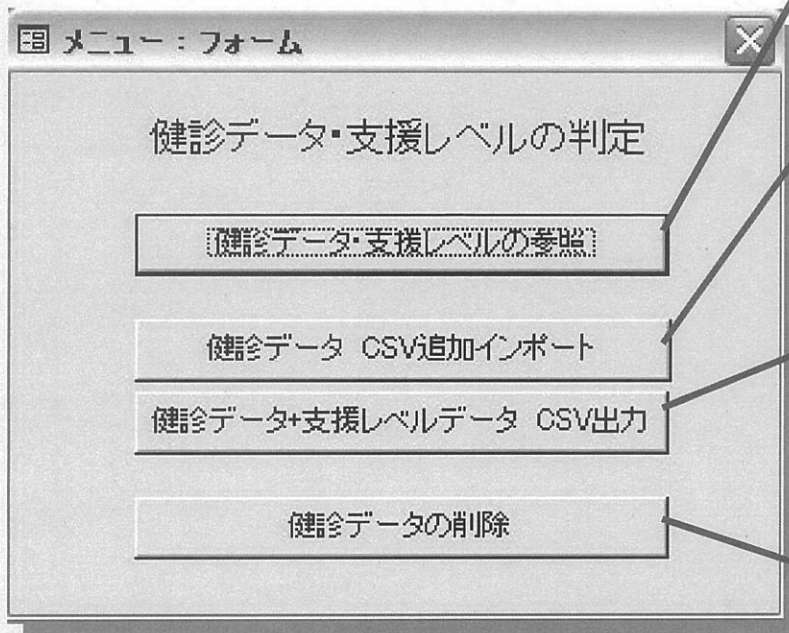 メニュー : フォーム
健診データ・支援レベルの判定
健診データ・支援レベルの参照
健診データ CSV追加インポート
健診データ+支援レベルデータ CSV出力
健診データの削除